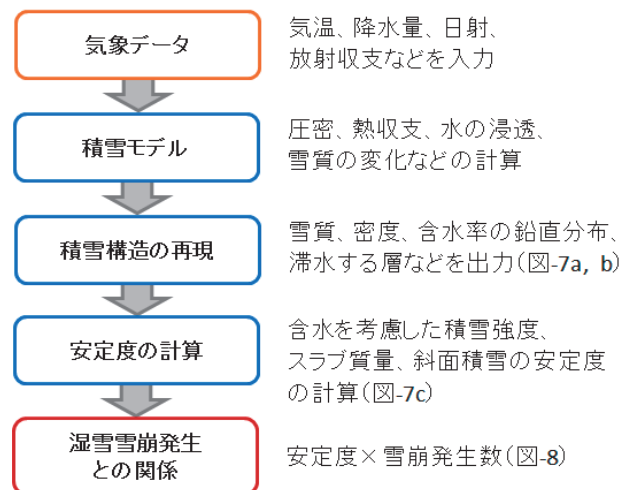 気象データ
気温、降水量、日射、
放射収支などを入力
積雪モデル
圧密、熱収支、水の浸透、
雪質の変化などの計算
積雪構造の再現
雪質、密度、含水率の鉛直分布、
滞水する層などを出力(図-7a, b)
安定度の計算
含水を考慮した積雪強度、
スラブ質量、斜面積雪の安定度
の計算(図-7c)
湿雪雪崩発生
との関係
安定度×雪崩発生数(図-8)